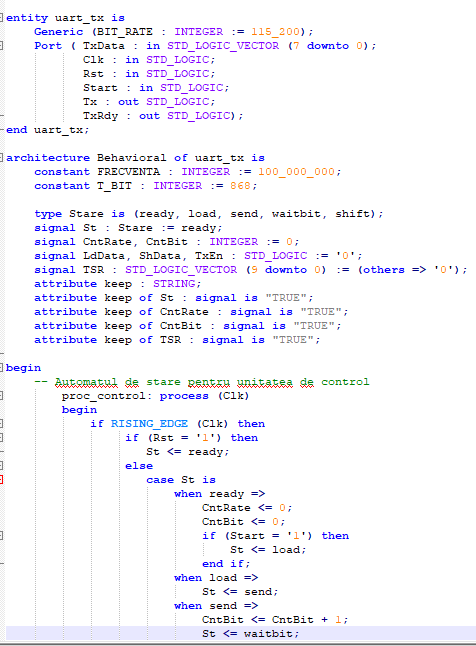 entity uart_tx is
Generic (BIT_RATE : INTEGER := 115_200);
Port ( TxData : in STD_LOGIC_VECTOR (7 downto 0);
Clk : in STD_LOGIC;
Rst : in STD_LOGIC;
Start : in STD_LOGIC;
Tx : out STD_LOGIC;
TxRdy : out STD_LOGIC);
end uart_tx;
architecture Behavioral of uart_tx is
constant FRECVENTA : INTEGER := 100_000_000;
constant T_BIT : INTEGER := 868;
type Stare is (ready, load, send, waitbit, shift);
signal St : Stare := ready;
signal CntRate, CntBit : INTEGER := 0;
signal LdData, ShData, TxEn : STD_LOGIC := '0';
signal TSR : STD_LOGIC_VECTOR (9 downto 0) := (others => '0');
attribute keep : STRING;
attribute keep of St : signal is "TRUE";
attribute keep of CntRate : signal is "TRUE";
attribute keep of CntBit : signal is "TRUE";
attribute keep of TSR : signal is "TRUE";
begin
-- Automatul de stare pentru unitatea de control
proc_control: process (Clk)
begin
if RISING_EDGE (Clk) then
if (Rst = '1') then
St <= ready;
else
case St is
when ready =>
CntRate <= 0;
CntBit <= 0;
if (Start = '1') then
St <= load;
end if;
when load =>
St <= send;
when send =>
CntBit <= CntBit + 1;
St <= waitbit;